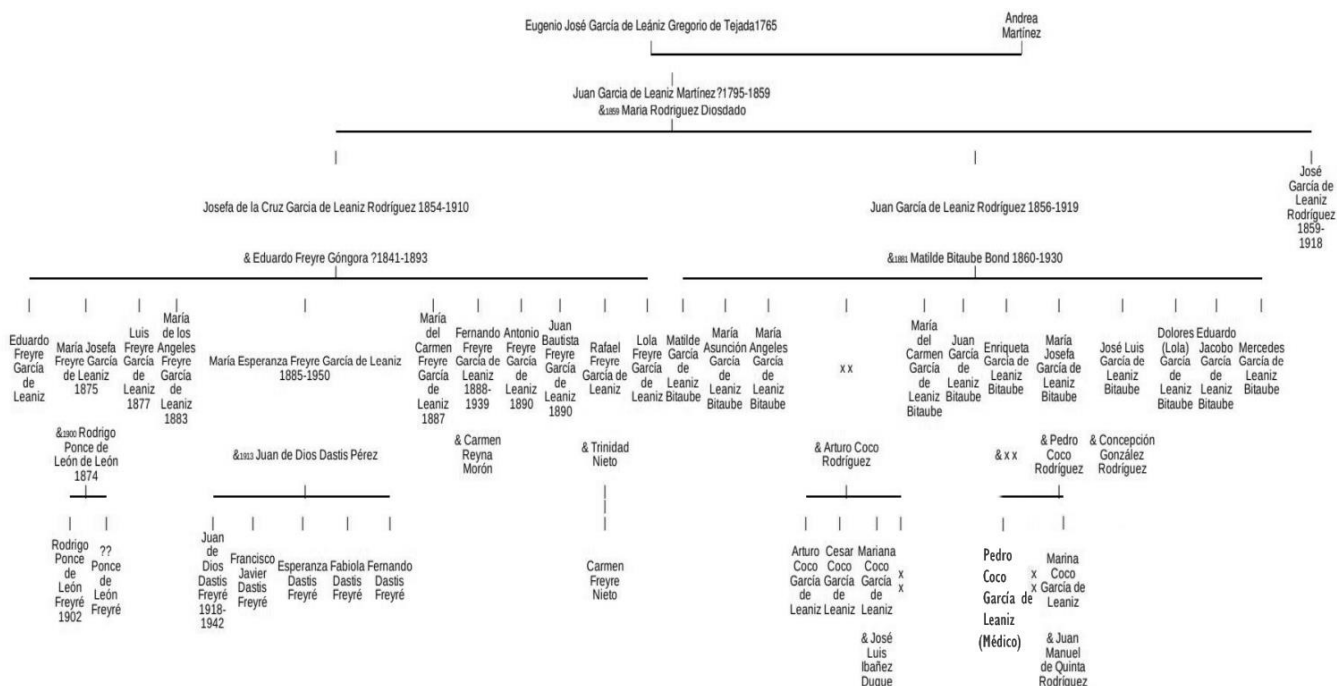 Eugenio José García de Leániz Gregorio de Tejada1765
Andrea
Martínez
Juan Garcia de Leaniz Martínez ?1795-1859
&1859 Maria Rodriguez Diosdado
Josefa de la Cruz Garcia de Leaniz Rodríguez 1854-1910
Juan García de Leaniz Rodríguez 1856-1919
José
García de
Leaniz
Rodríguez
1859-
1918
& Eduardo Freyre Góngora ?1841-1893
&1881 Matilde Bitaube Bond 1860-1930
Eduardo
Freyre
García
de
Leaniz
María Josefa
Freyre García
de Leaniz
1875
Luis
Freyre
García
de
Leaniz
1877
María
de los
Angeles
Freyre
García
de
Leaniz
1883
María Esperanza Freyre García de Leaniz
1885-1950
María
del
Carmen
Freyre
García
de
Leaniz
1887
Fernando
Freyre
García de
Leaniz
1888-
1939
Antonio
Freyre
García de
Leaniz
1890
Juan
Bautista
Freyre
García
de
Leaniz
1890
Rafael
Freyre
García de
Leaniz
Lola
Freyre
García
de
Leaniz
Matilde
García
de
Leaniz
Bitaube
María
Asunción
García
de
Leaniz
Bitaube
María
Angeles
García
de
Leaniz
Bitaube
x x
María
del
Carmen
García
de
Leaniz
Bitaube
Juan
García
de
Leaniz
Bitaube
Enriqueta
García
de Leaniz
Bitaube
María
Josefa
García
de Leaniz
Bitaube
José Luis
García de
Leaniz
Bitaube
Dolores
(Lola)
García
de
Leaniz
Bitaube
Eduardo
Jacobo
García
de
Leaniz
Bitaube
Mercedes
García de
Leaniz
Bitaube
&1900 Rodrigo
Ponce de
León de León
1874
&1913 Juan de Dios Dastis Pérez
& Carmen
Reyna
Morón
& Trinidad
Nieto
& Arturo Coco
Rodríguez
& x x
& Pedro
Coco
Rodríguez
& Concepción
González
Rodríguez
Rodrigo
Ponce
de
León
Freyré
1902
??
Ponce
de León
Freyré
Juan
de
Dios
Dastis
Freyré
1918-
1942
Francisco
Javier
Dastis
Freyré
Esperanza
Dastis
Freyré
Fabiola
Dastis
Freyré
Fernando
Dastis
Freyré
Carmen
Freyre
Nieto
Arturo
Coco
García
de
Leaniz
Cesar
Coco
García
de
Leaniz
Mariana
Coco
García
de
Leaniz
x
x
Pedro
Coco
García de
Leaniz
(Médico)
x
x
Marina
Coco
García de
Leaniz
& José
Luis
Ibañez
Duque
& Juan
Manuel
de Quinta
Rodríguez